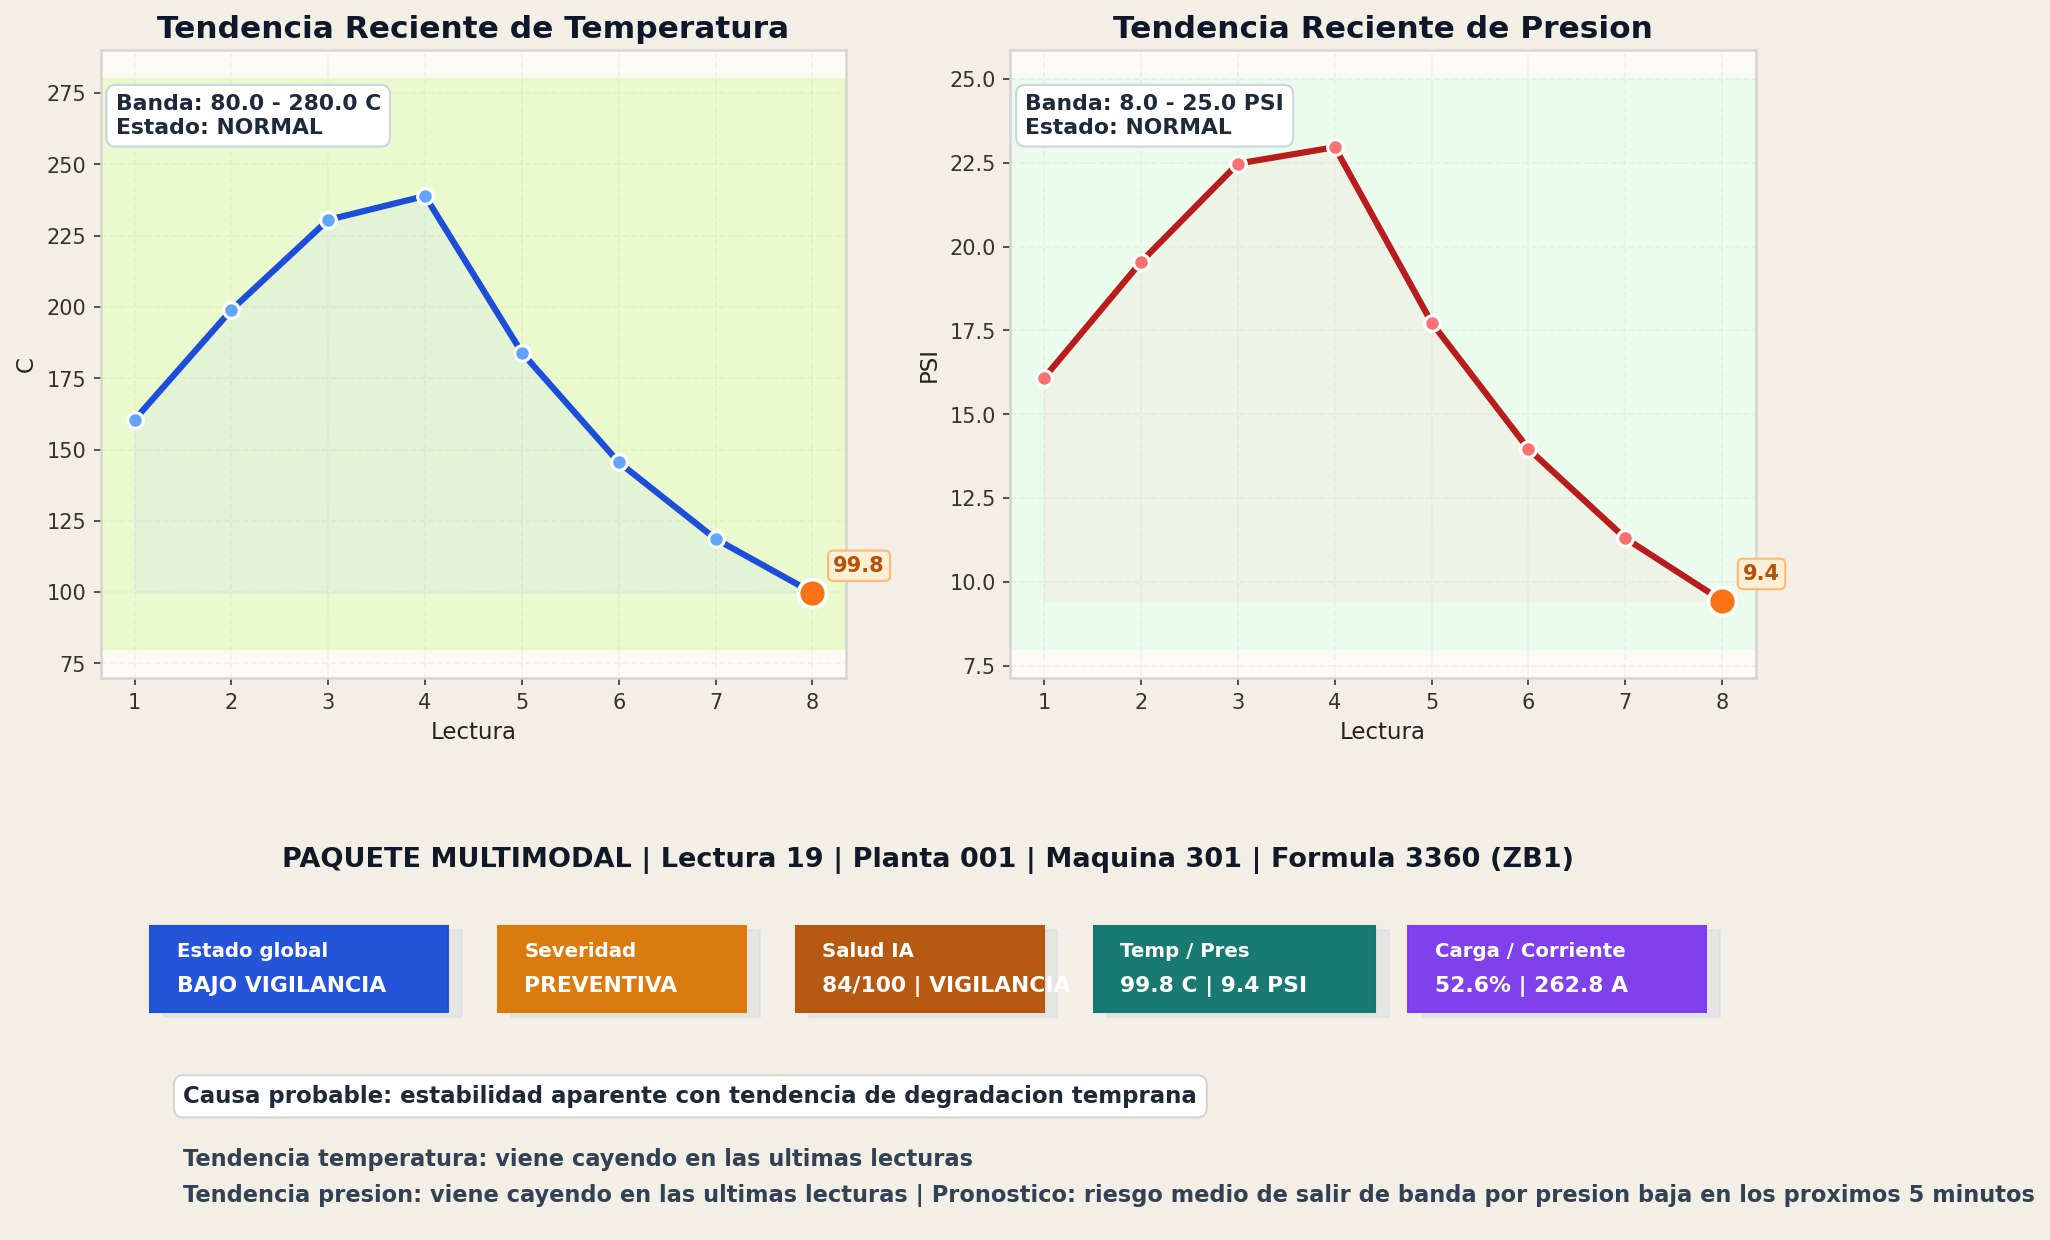 Tendencia Reciente de Temperatura
Banda: 80.0 - 280.0 C
Estado: NORMAL
275
250
225
200
175
150
125
100
75
C
99.8
1 2 3 4 5 6 7 8
Lectura
Tendencia Reciente de Presion
Banda: 8.0 - 25.0 PSI
Estado: NORMAL
25.0
22.5
20.0
17.5
15.0
12.5
10.0
7.5
PSI
9.4
1 2 3 4 5 6 7 8
Lectura
PAQUETE MULTIMODAL | Lectura 19 | Planta 001 | Maquina 301 | Formula 3360 (ZB1)
Estado global
BAJO VIGILANCIA
Severidad
PREVENTIVA
Salud IA
84/100 | VIGILANCIA
Temp / Pres
99.8 C | 9.4 PSI
Carga / Corriente
52.6% | 262.8 A
Causa probable: estabilidad aparente con tendencia de degradacion temprana
Tendencia temperatura: viene cayendo en las ultimas lecturas
Tendencia presion: viene cayendo en las ultimas lecturas | Pronostico: riesgo medio de salir de banda por presion baja en los proximos 5 minutos